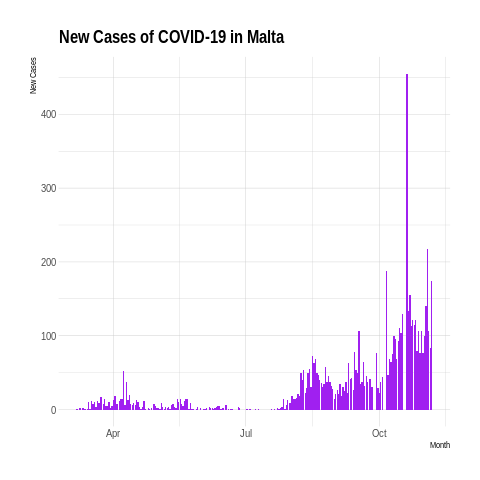 New Cases of COVID-19 in Malta
New Cases
400
300
200
100
0
Apr
Jul
Oct
Month